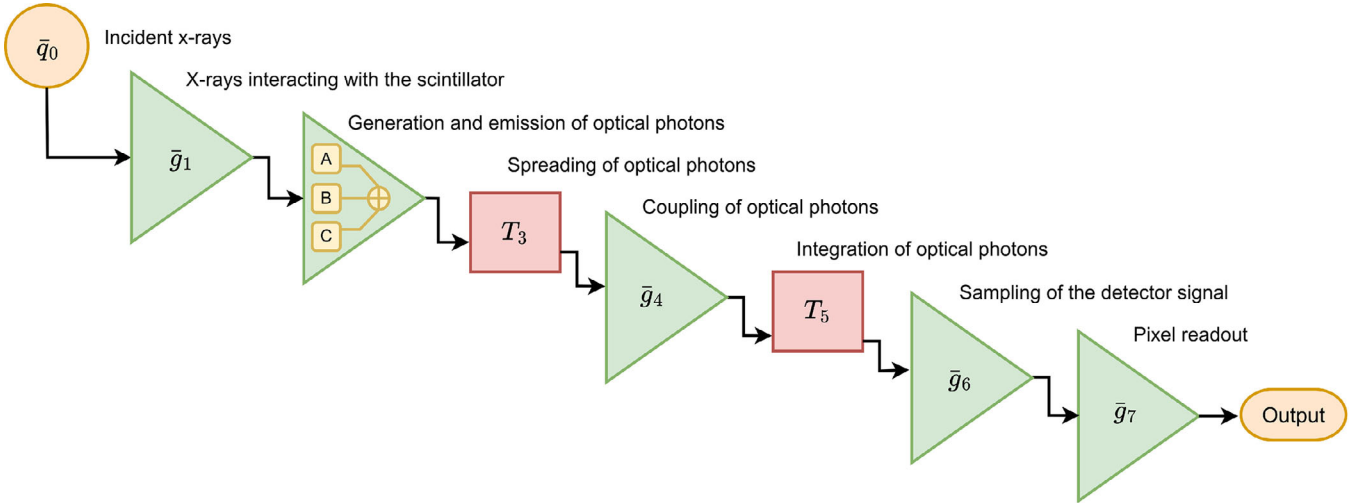 q̄₀
Incident x-rays
X-rays interacting with the scintillator
ḡ₁
Generation and emission of optical photons
A
B
C
Spreading of optical photons
T₃
Coupling of optical photons
ḡ₄
Integration of optical photons
T₅
Sampling of the detector signal
ḡ₆
Pixel readout
ḡ₇
Output